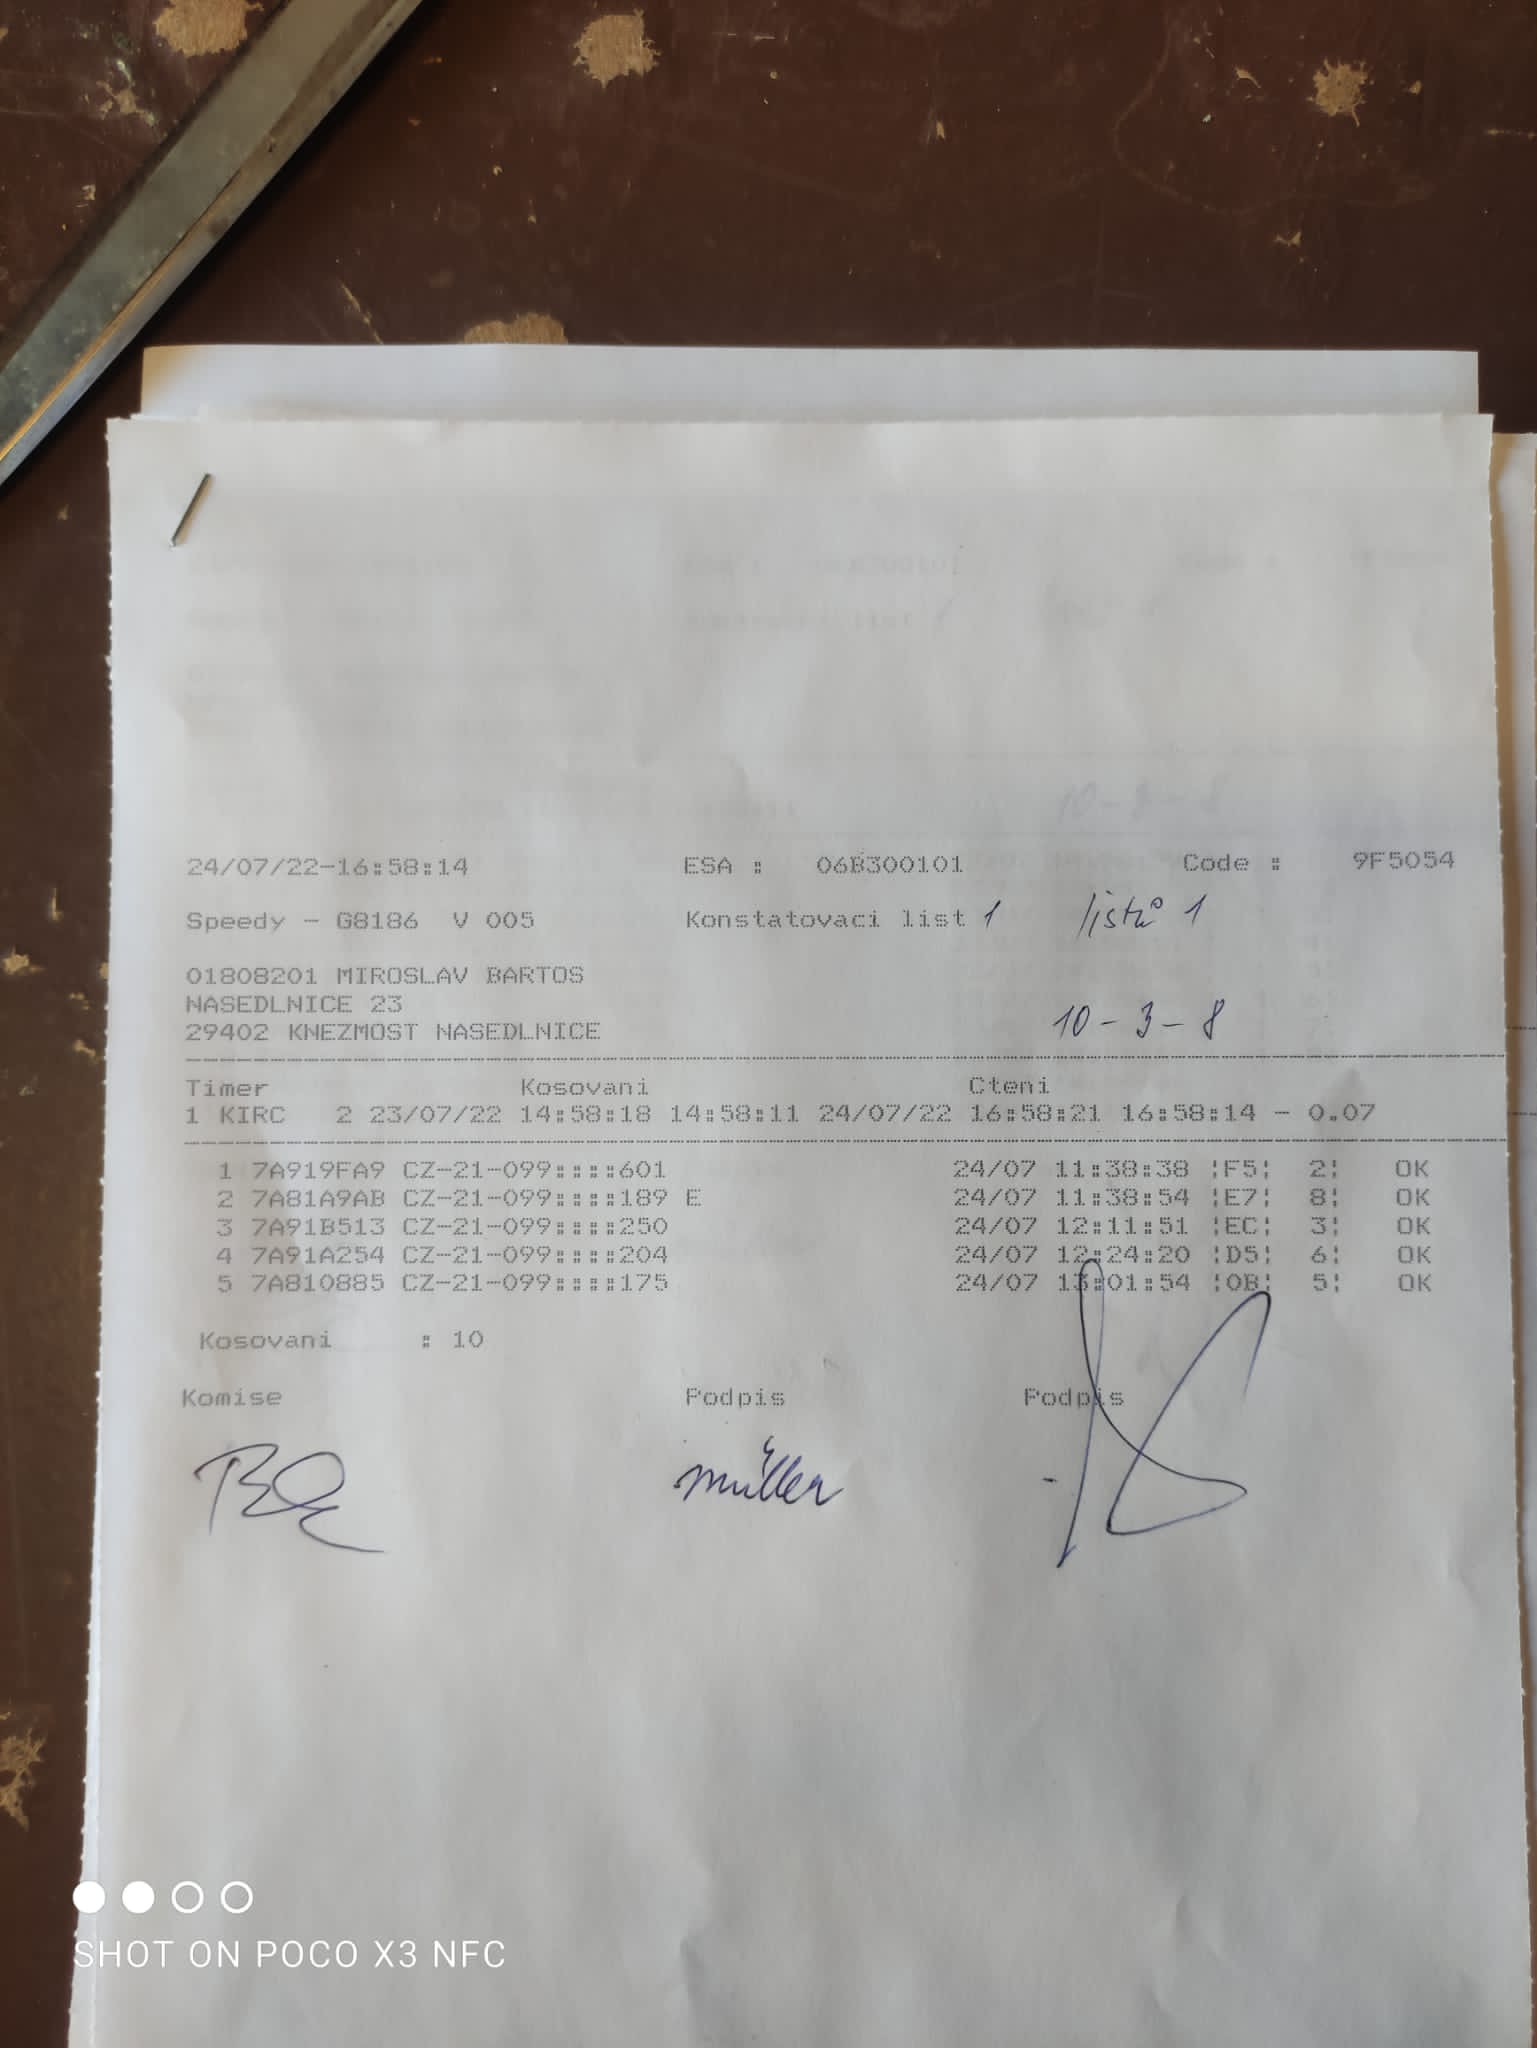 24/07/22-16:58:14 ESA : 06B300101 Code : 9F5054
Speedy - G8186 V 005 Konstatovaci list 1 listů 1
01808201 MIROSLAV BARTOS
NASEDLNICE 23
29402 KNEZMOST NASEDLNICE 10-3-8
Timer Kosovani Cteni
1 KIRC 2 23/07/22 14:58:18 14:58:11 24/07/22 16:58:21 16:58:14 - 0.07
1 7A919FA9 CZ-21-099::::601 24/07 11:38:38 ¦F5¦ 2¦ OK
2 7A81A9AB CZ-21-099::::189 E 24/07 11:38:54 ¦E7¦ 8¦ OK
3 7A91B513 CZ-21-099::::250 24/07 12:11:51 ¦EC¦ 3¦ OK
4 7A91A254 CZ-21-099::::204 24/07 12:24:20 ¦D5¦ 6¦ OK
5 7A810885 CZ-21-099::::175 24/07 13:01:54 ¦0B¦ 5¦ OK
Kosovani : 10
Komise Podpis Podpis
Müller
SHOT ON POCO X3 NFC